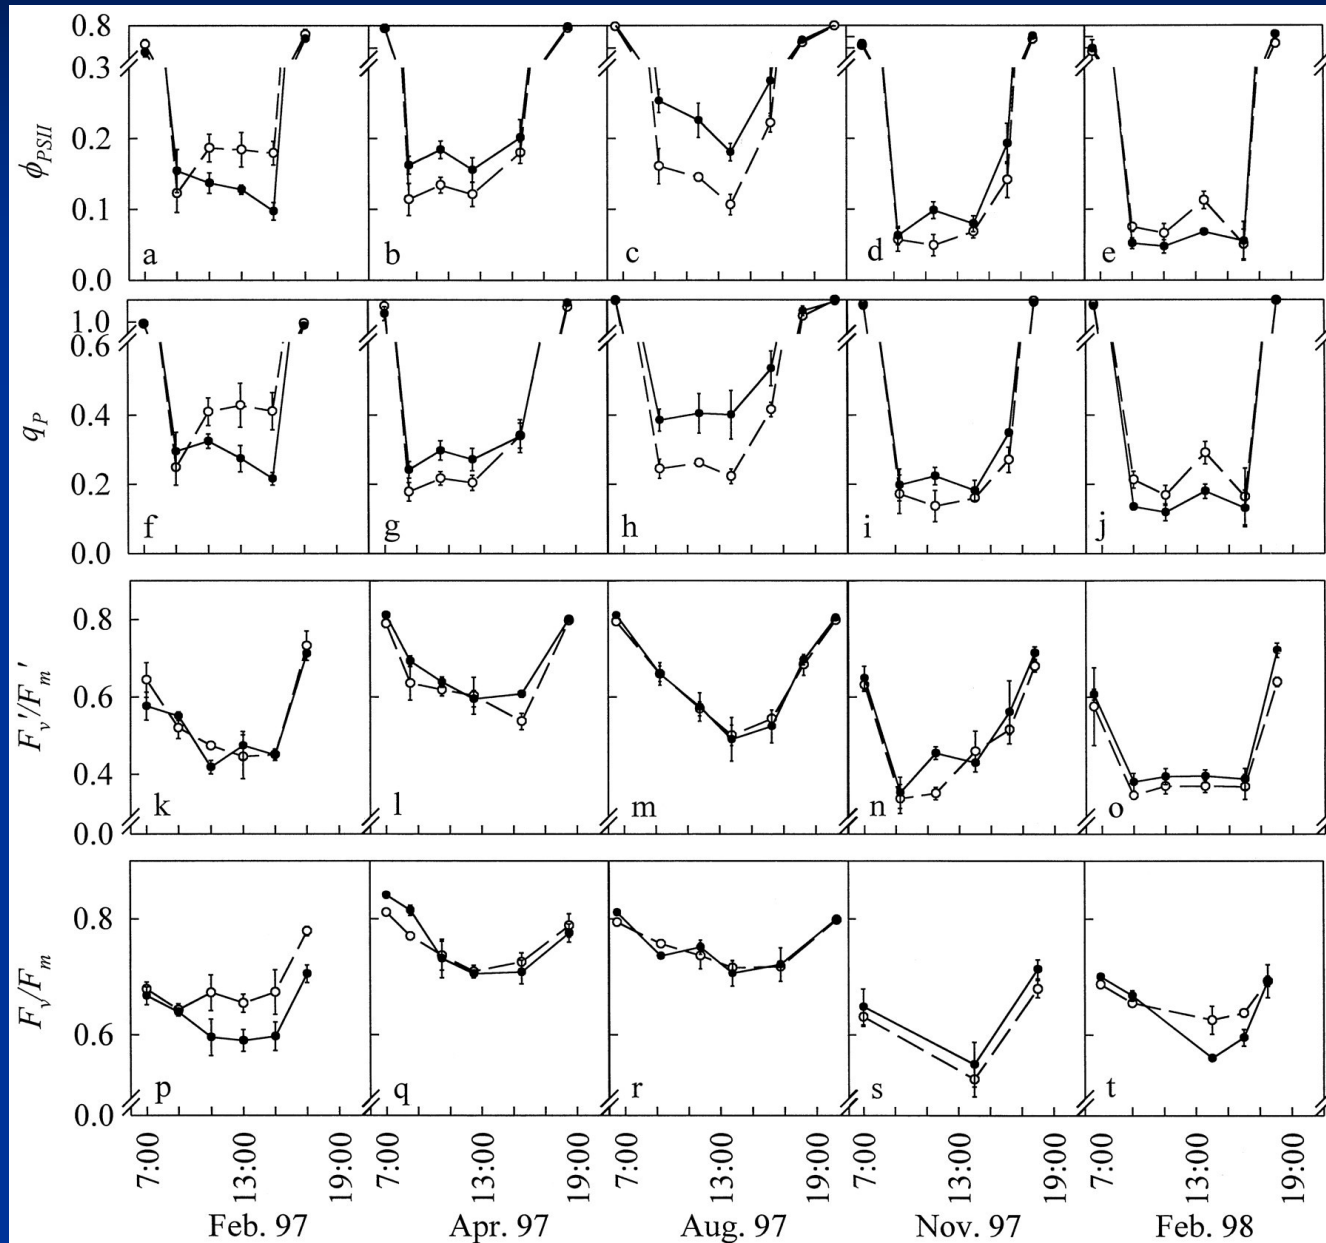 0.8
0.3
0.2
0.1
0.0
ϕPSII
a b c d e
1.0
0.6
0.4
0.2
0.0
qP
f g h i j
0.8
0.6
0.4
0.0
Fv'/Fm'
k l m n o
0.8
0.6
0.0
Fv/Fm
p q r s t
7:00 13:00 19:00 7:00 13:00 19:00 7:00 13:00 19:00 7:00 13:00 19:00 7:00 13:00 19:00
Feb. 97 Apr. 97 Aug. 97 Nov. 97 Feb. 98